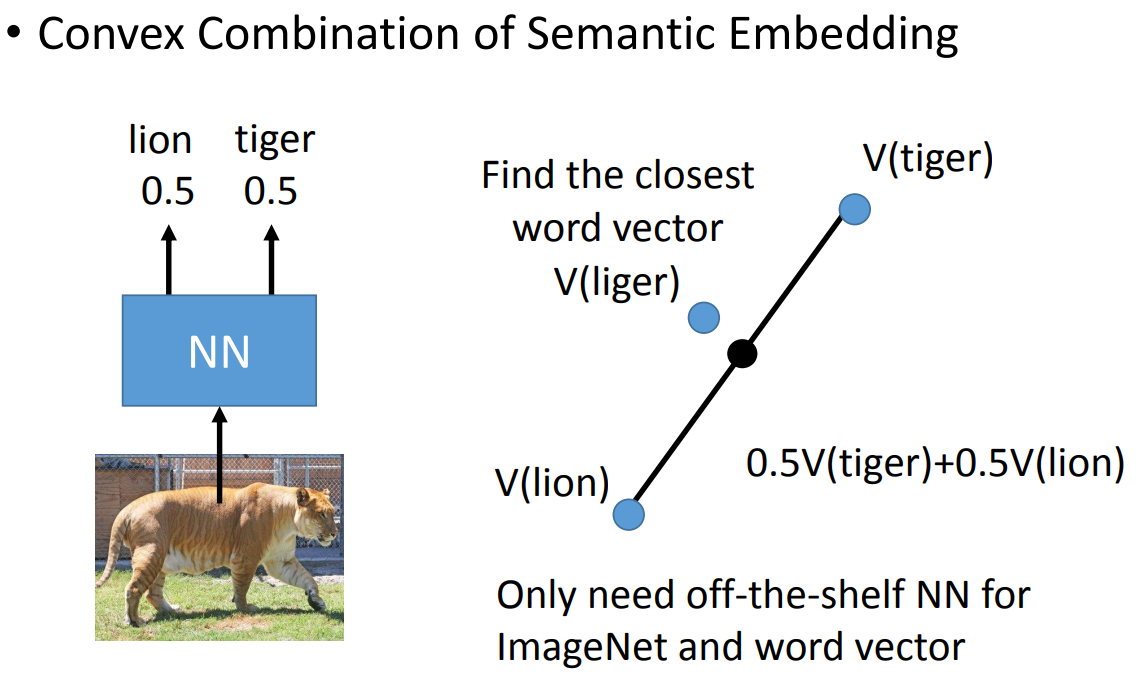 • Convex Combination of Semantic Embedding
lion tiger
0.5 0.5
NN
Find the closest
word vector
V(liger)
V(tiger)
V(lion)
0.5V(tiger)+0.5V(lion)
Only need off-the-shelf NN for
ImageNet and word vector